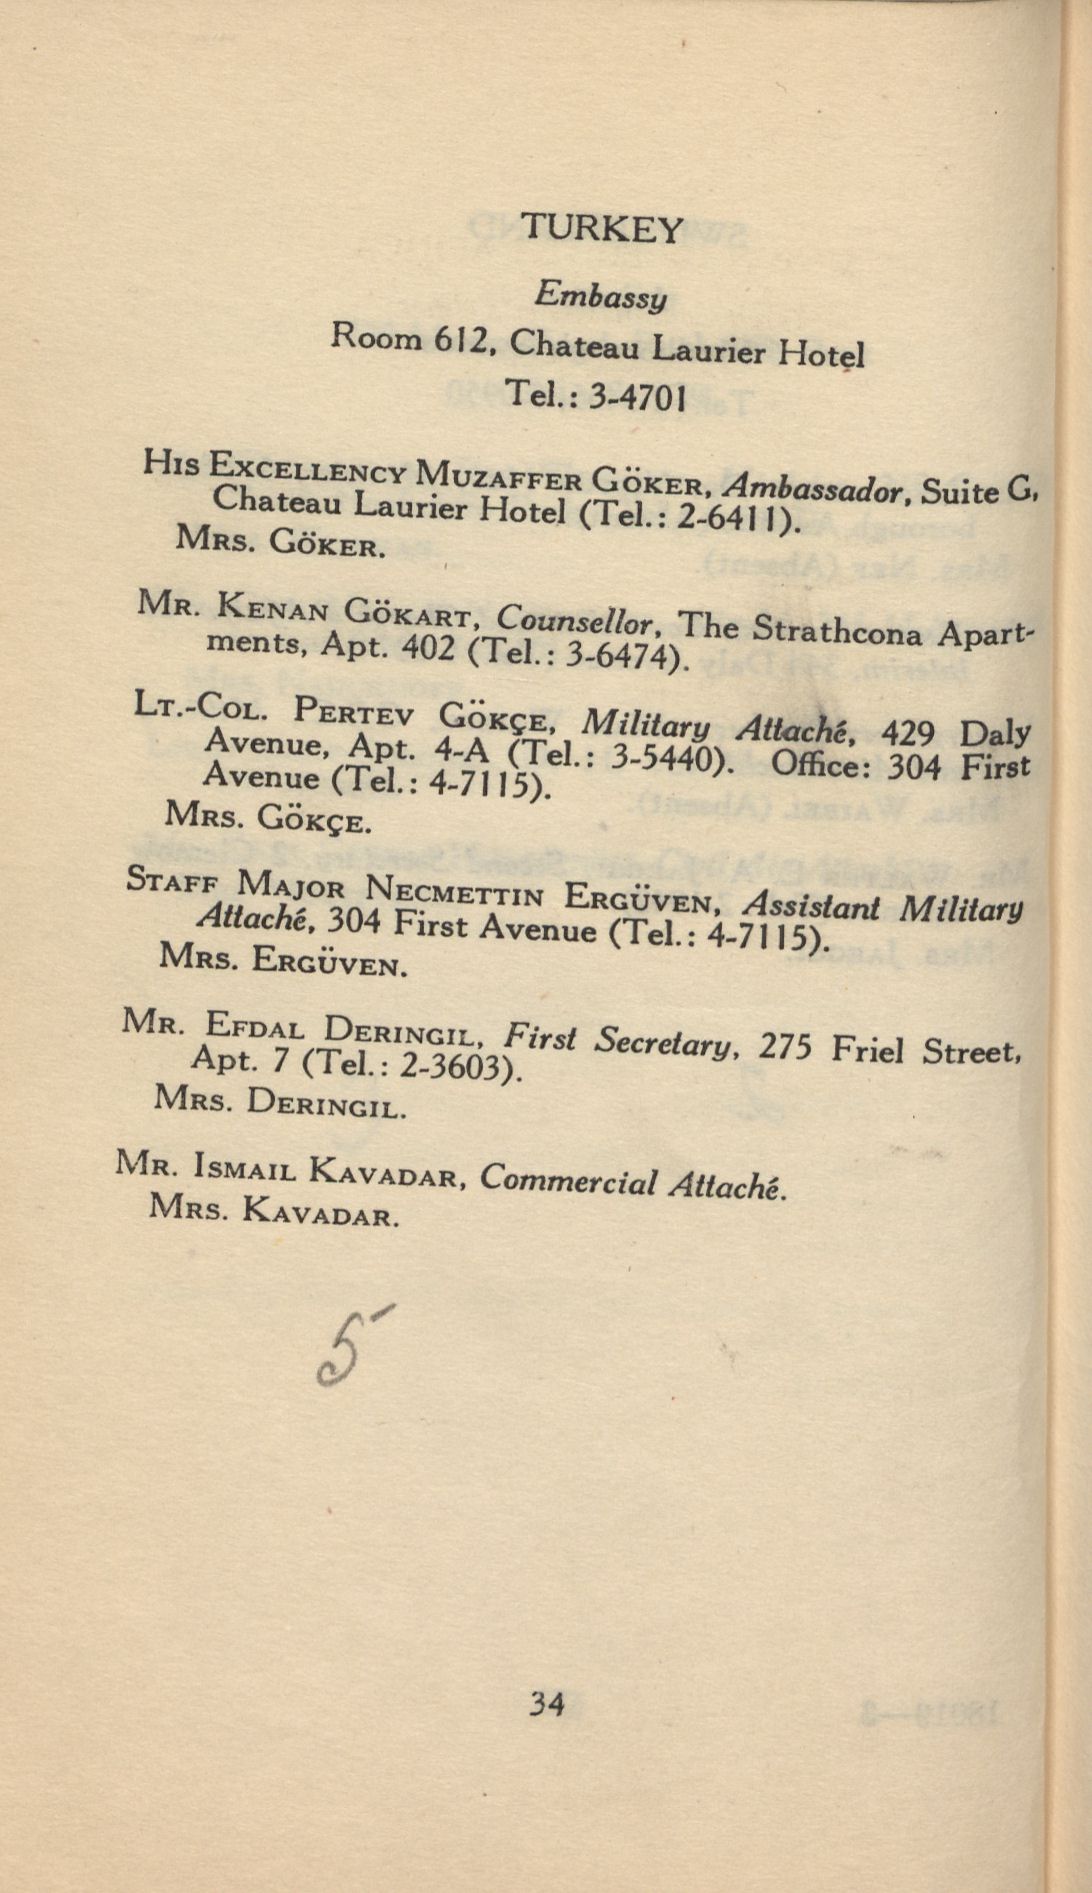 TURKEY
Embassy
Room 612, Chateau Laurier Hotel
Tel.: 3-4701
HIS EXCELLENCY MUZAFFER GÖKER, Ambassador, Suite G,
Chateau Laurier Hotel (Tel.: 2-6411).
MRS. GÖKER.
MR. KENAN GÖKART, Counsellor, The Strathcona Apart-
ments, Apt. 402 (Tel.: 3-6474).
LT.-COL. PERTEV GÖKÇE, Military Attaché, 429 Daly
Avenue, Apt. 4-A (Tel.: 3-5440). Office: 304 First
Avenue (Tel.: 4-7115).
MRS. GÖKÇE.
STAFF MAJOR NECMETTIN ERGÜVEN, Assistant Military
Attaché, 304 First Avenue (Tel.: 4-7115).
MRS. ERGÜVEN.
MR. EFDAL DERINGIL, First Secretary, 275 Friel Street,
Apt. 7 (Tel.: 2-3603).
MRS. DERINGIL.
MR. ISMAIL KAVADAR, Commercial Attaché.
MRS. KAVADAR.
5
34